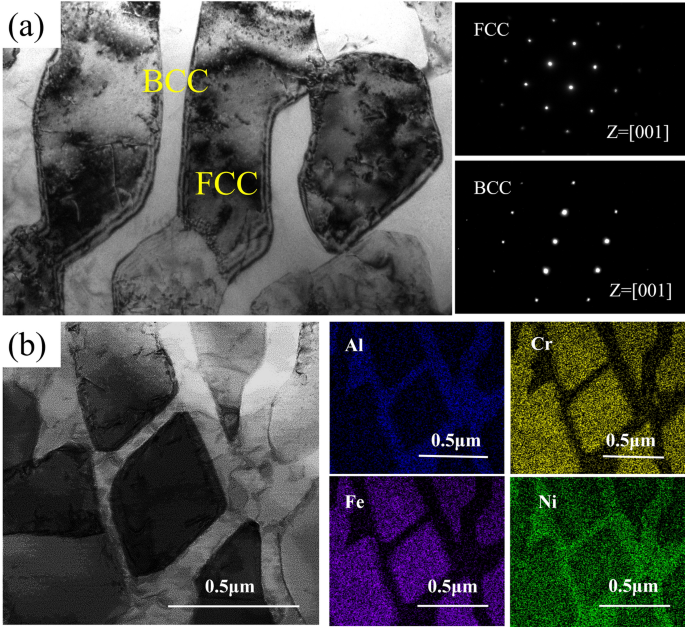 (a)
BCC
FCC
FCC
Z=[001]
BCC
Z=[001]
(b)
0.5µm
Al
0.5µm
Cr
0.5µm
Fe
0.5µm
Ni
0.5µm